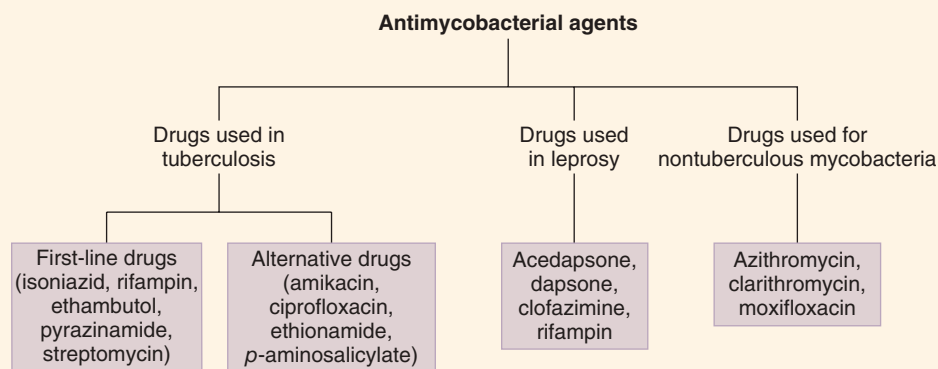 Antimycobacterial agents
Drugs used in
tuberculosis
Drugs used
in leprosy
Drugs used for
nontuberculous mycobacteria
First-line drugs
(isoniazid, rifampin,
ethambutol,
pyrazinamide,
streptomycin)
Alternative drugs
(amikacin,
ciprofloxacin,
ethionamide,
p-aminosalicylate)
Acedapsone,
dapsone,
clofazimine,
rifampin
Azithromycin,
clarithromycin,
moxifloxacin